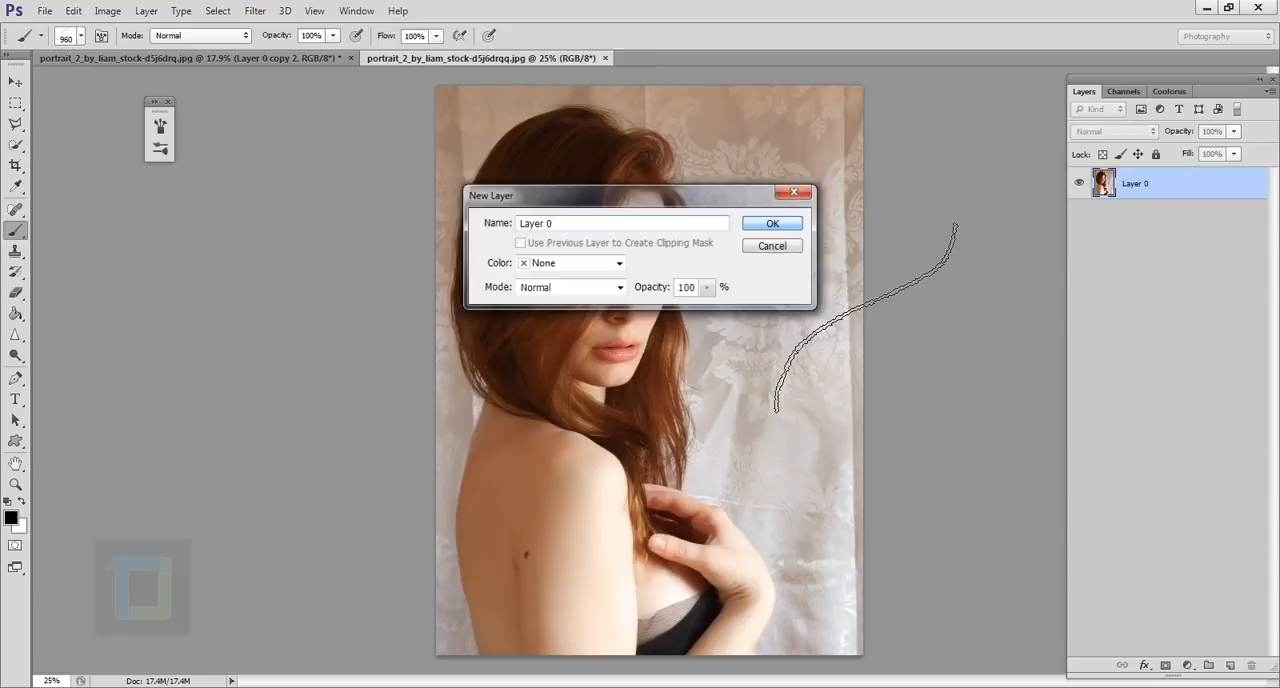 Ps File Edit Image Layer Type Select Filter 3D View Window Help
960 Mode: Normal Opacity: 100% Flow: 100% Photography
portrait_2_by_liam_stock-d5j6drq.jpg @ 17.9% (Layer 0 copy 2, RGB/8*) * × portrait_2_by_liam_stock-d5j6drqq.jpg @ 25% (RGB/8*) ×
Layers Channels Coolorus
Kind
Normal Opacity: 100%
Lock: Fill: 100%
Layer 0
New Layer
Name: Layer 0 OK
Use Previous Layer to Create Clipping Mask Cancel
Color: None
Mode: Normal Opacity: 100 %
25% Doc: 17.4M/17.4M